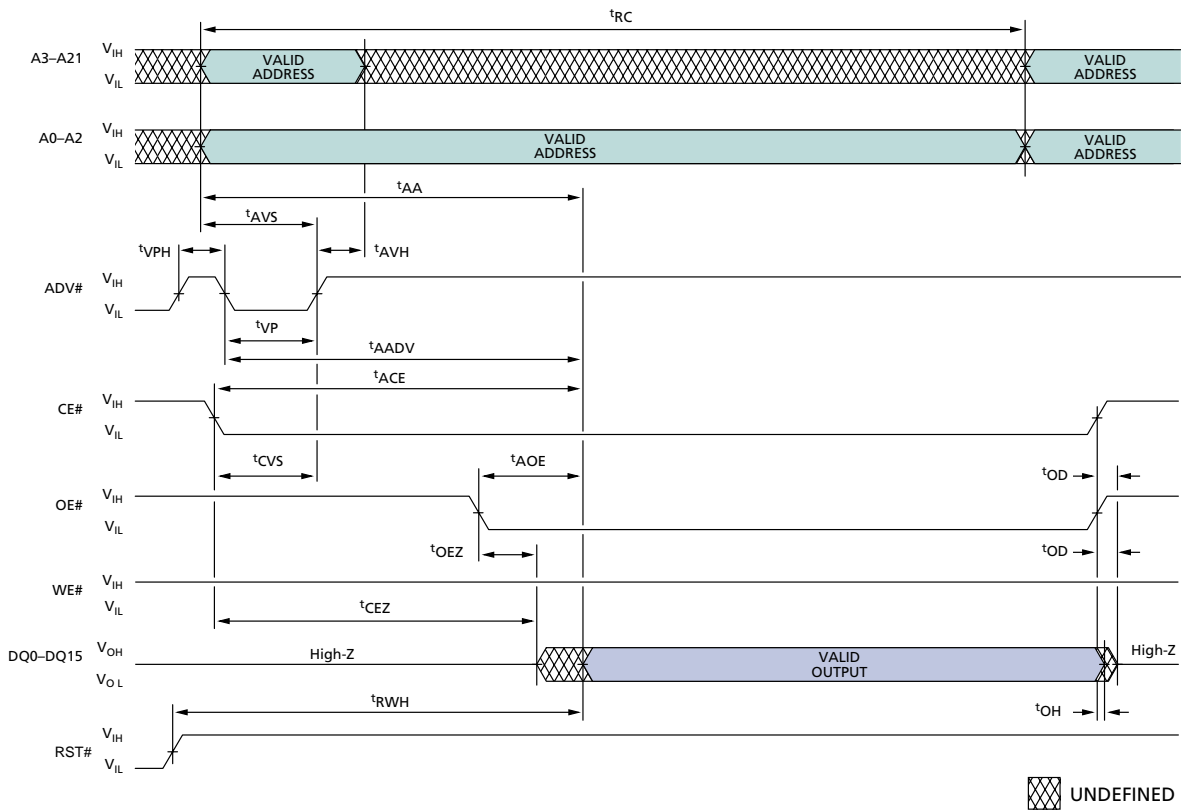 tRC
A3–A21
VIH
VIL
VALID
ADDRESS
VALID
ADDRESS
A0–A2
VIH
VIL
VALID
ADDRESS
VALID
ADDRESS
tAA
tAVS
tVPH
tAVH
ADV#
VIH
VIL
tVP
tAADV
tACE
CE#
VIH
VIL
tCVS
tAOE
tOD
OE#
VIH
VIL
tOEZ
tOD
WE#
VIH
VIL
tCEZ
DQ0–DQ15
VOH
VO L
High-Z
VALID
OUTPUT
High-Z
tRWH
tOH
RST#
VIH
VIL
UNDEFINED